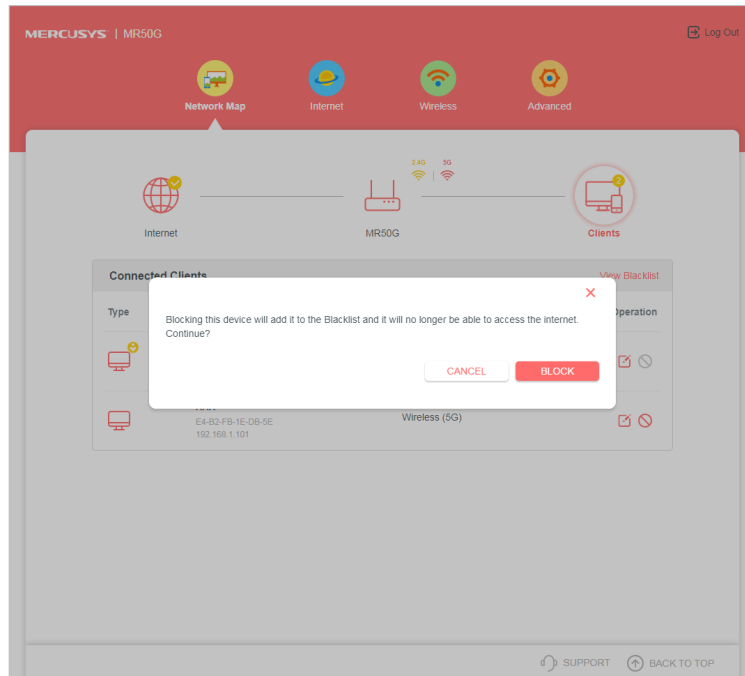 MERCUSYS | MR50G
Log Out
Network Map
Internet
Wireless
Advanced
2.4G
5G
2
Internet
MR50G
Clients
Connected Clients
View Blacklist
Type
Operation
Blocking this device will add it to the Blacklist and it will no longer be able to access the internet.
Continue?
CANCEL
BLOCK
E4-B2-FB-1E-DB-5E
Wireless (5G)
192.168.1.101
SUPPORT
BACK TO TOP